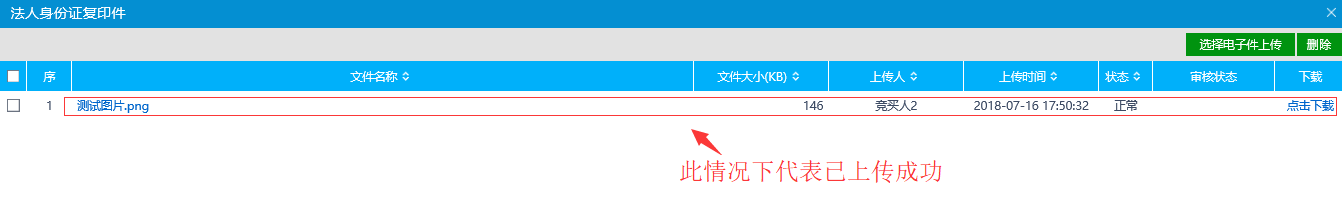 法人身份证复印件
选择电子件上传 删除
序 文件名称 文件大小(KB) 上传人 上传时间 状态 审核状态 下载
1 测试图片.png 146 竞买人2 2018-07-16 17:50:32 正常 点击下载
此情况下代表已上传成功